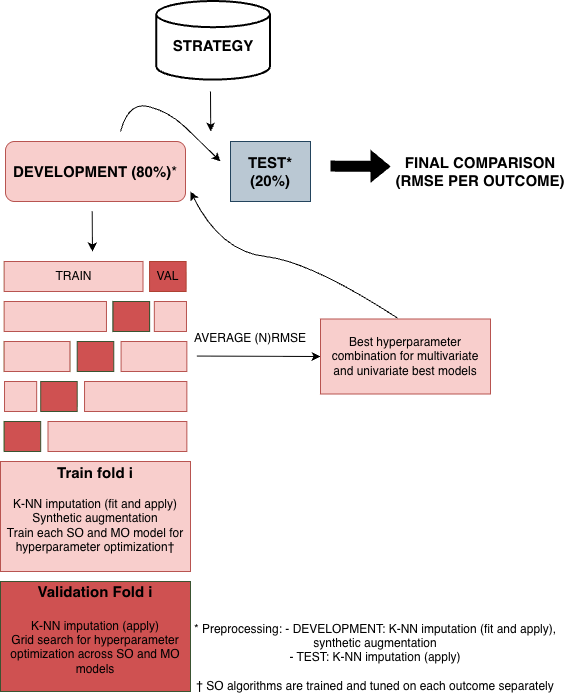 STRATEGY
DEVELOPMENT (80%)*
TEST*
(20%)
FINAL COMPARISON
(RMSE PER OUTCOME)
TRAIN
VAL
AVERAGE (N)RMSE
Best hyperparameter
combination for multivariate
and univariate best models
Train fold i
K-NN imputation (fit and apply)
Synthetic augmentation
Train each SO and MO model for
hyperparameter optimization†
Validation Fold i
K-NN imputation (apply)
Grid search for hyperparameter
optimization across SO and MO
models
* Preprocessing: - DEVELOPMENT: K-NN imputation (fit and apply),
synthetic augmentation
- TEST: K-NN imputation (apply)
† SO algorithms are trained and tuned on each outcome separately